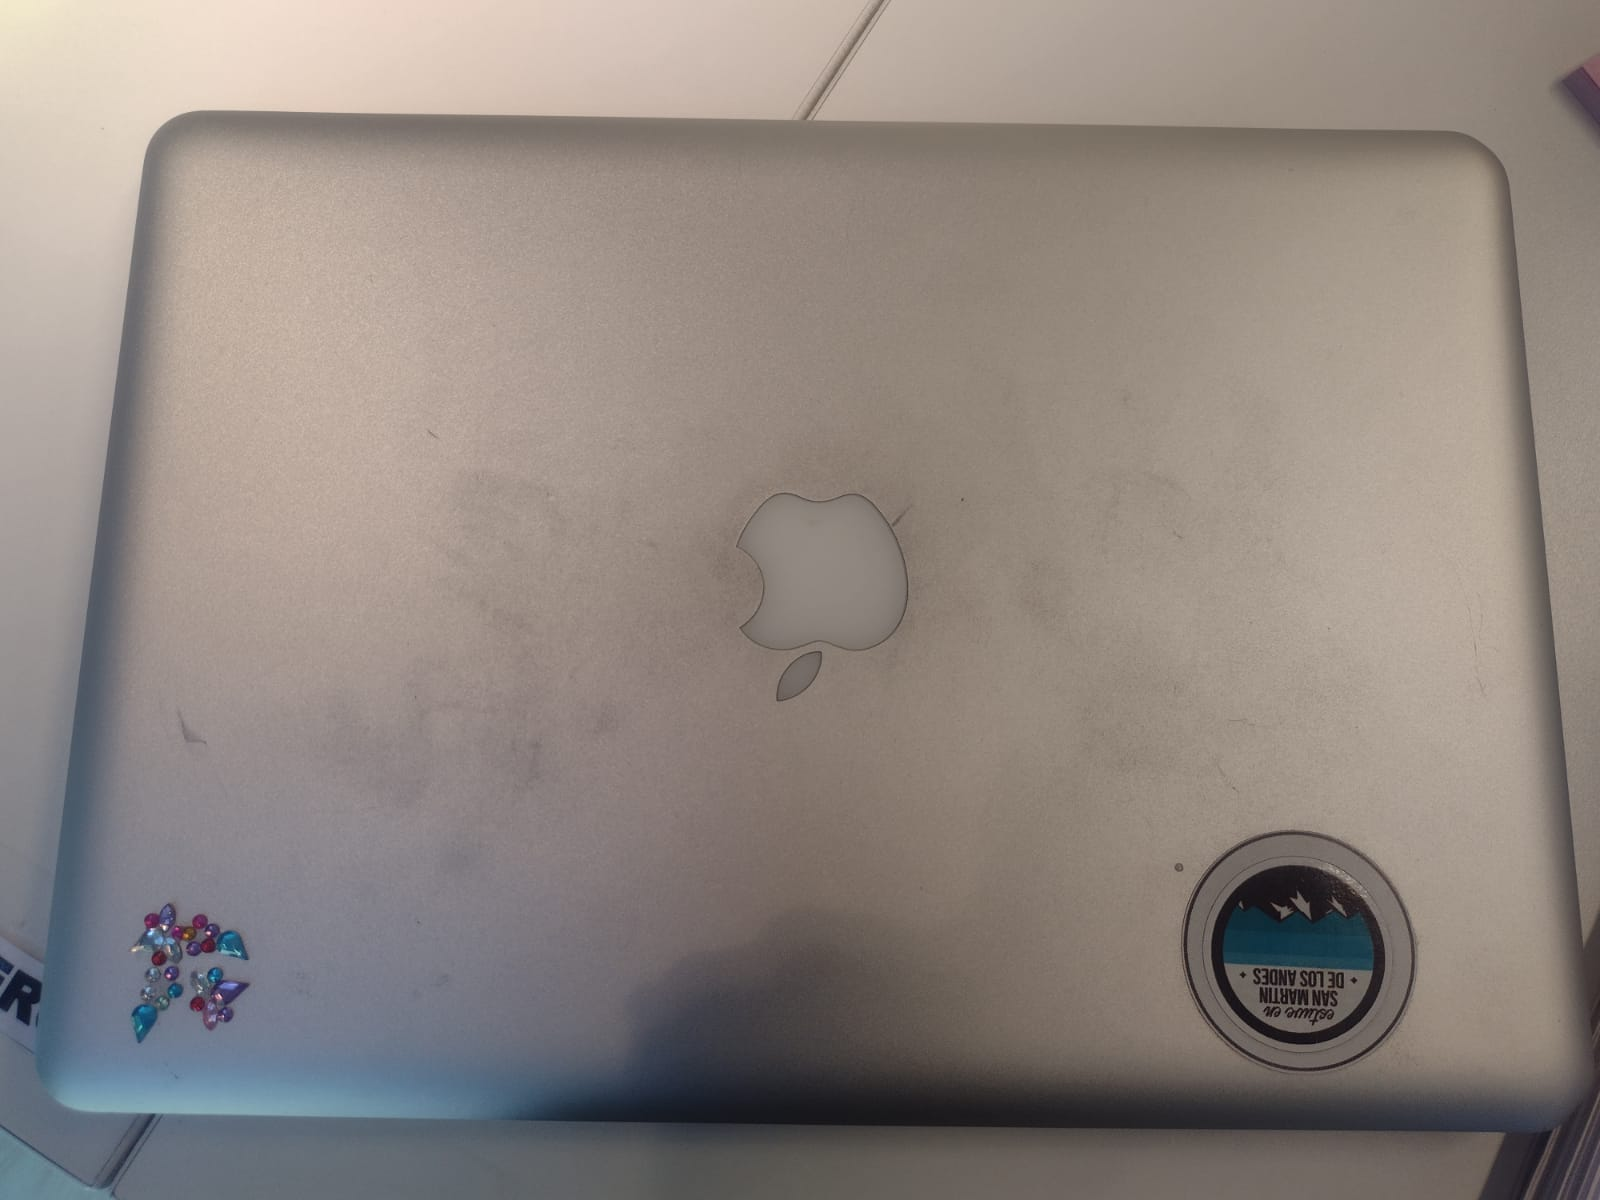 estuve en
SAN MARTIN
DE LOS ANDES